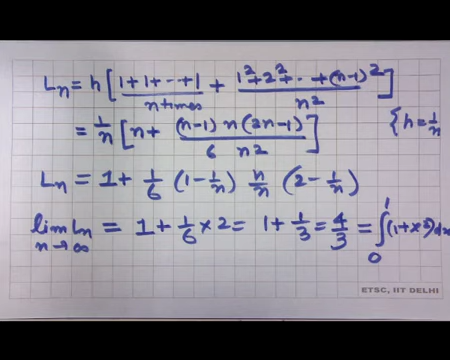 Ln = h [ (1+1+--+1)/(n times) + (1²+2²+--+(n-1)²)/n² ]
= 1/n [ n + (n-1) n (2n-1)/(6 n²) ] {h=1/n
Ln = 1 + 1/6 (1-1/n) n/n (2-1/n)
lim n→∞ Ln = 1 + 1/6 × 2 = 1 + 1/3 = 4/3 = ∫₀¹ (1+x²)dx
ETSC, IIT DELHI